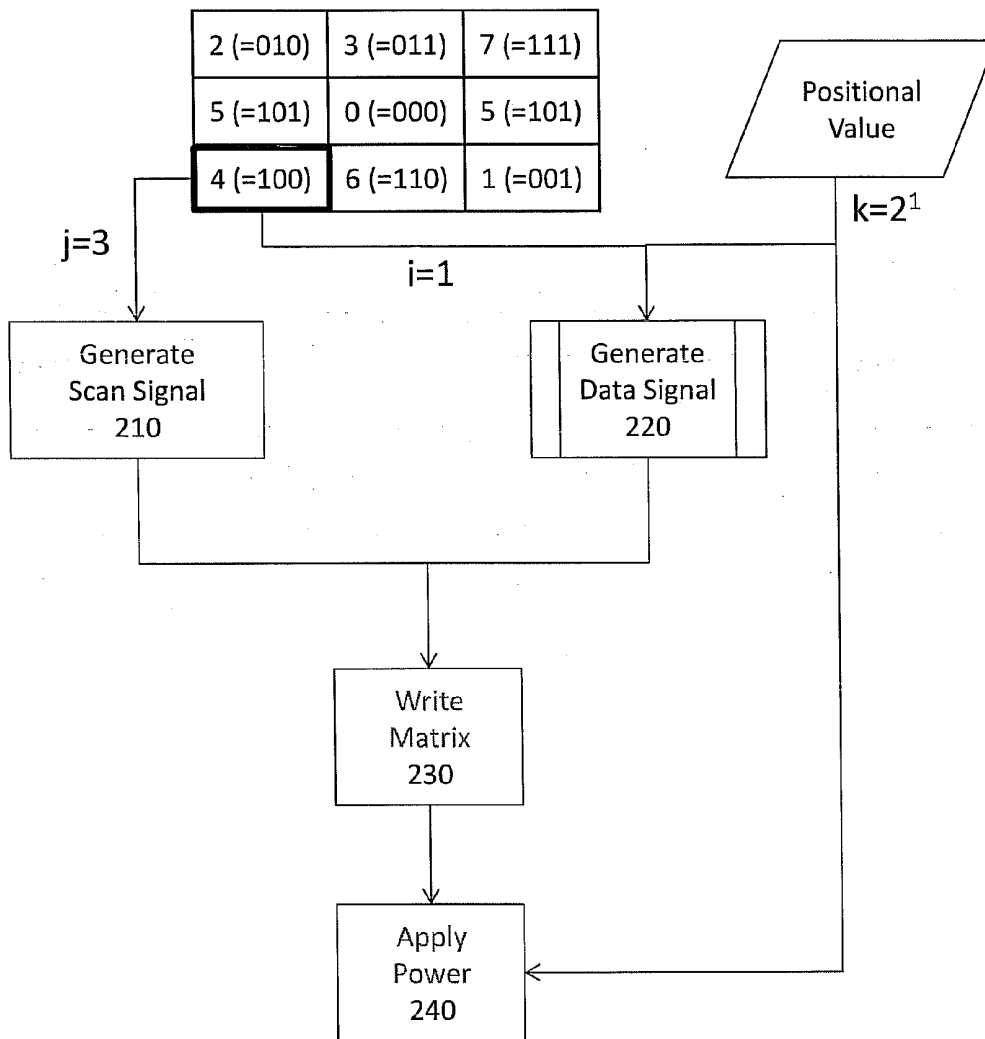 2 (=010) 3 (=011) 7 (=111)
5 (=101) 0 (=000) 5 (=101)
4 (=100) 6 (=110) 1 (=001)
Positional
Value
k=2¹
j=3
i=1
Generate
Scan Signal
210
Generate
Data Signal
220
Write
Matrix
230
Apply
Power
240